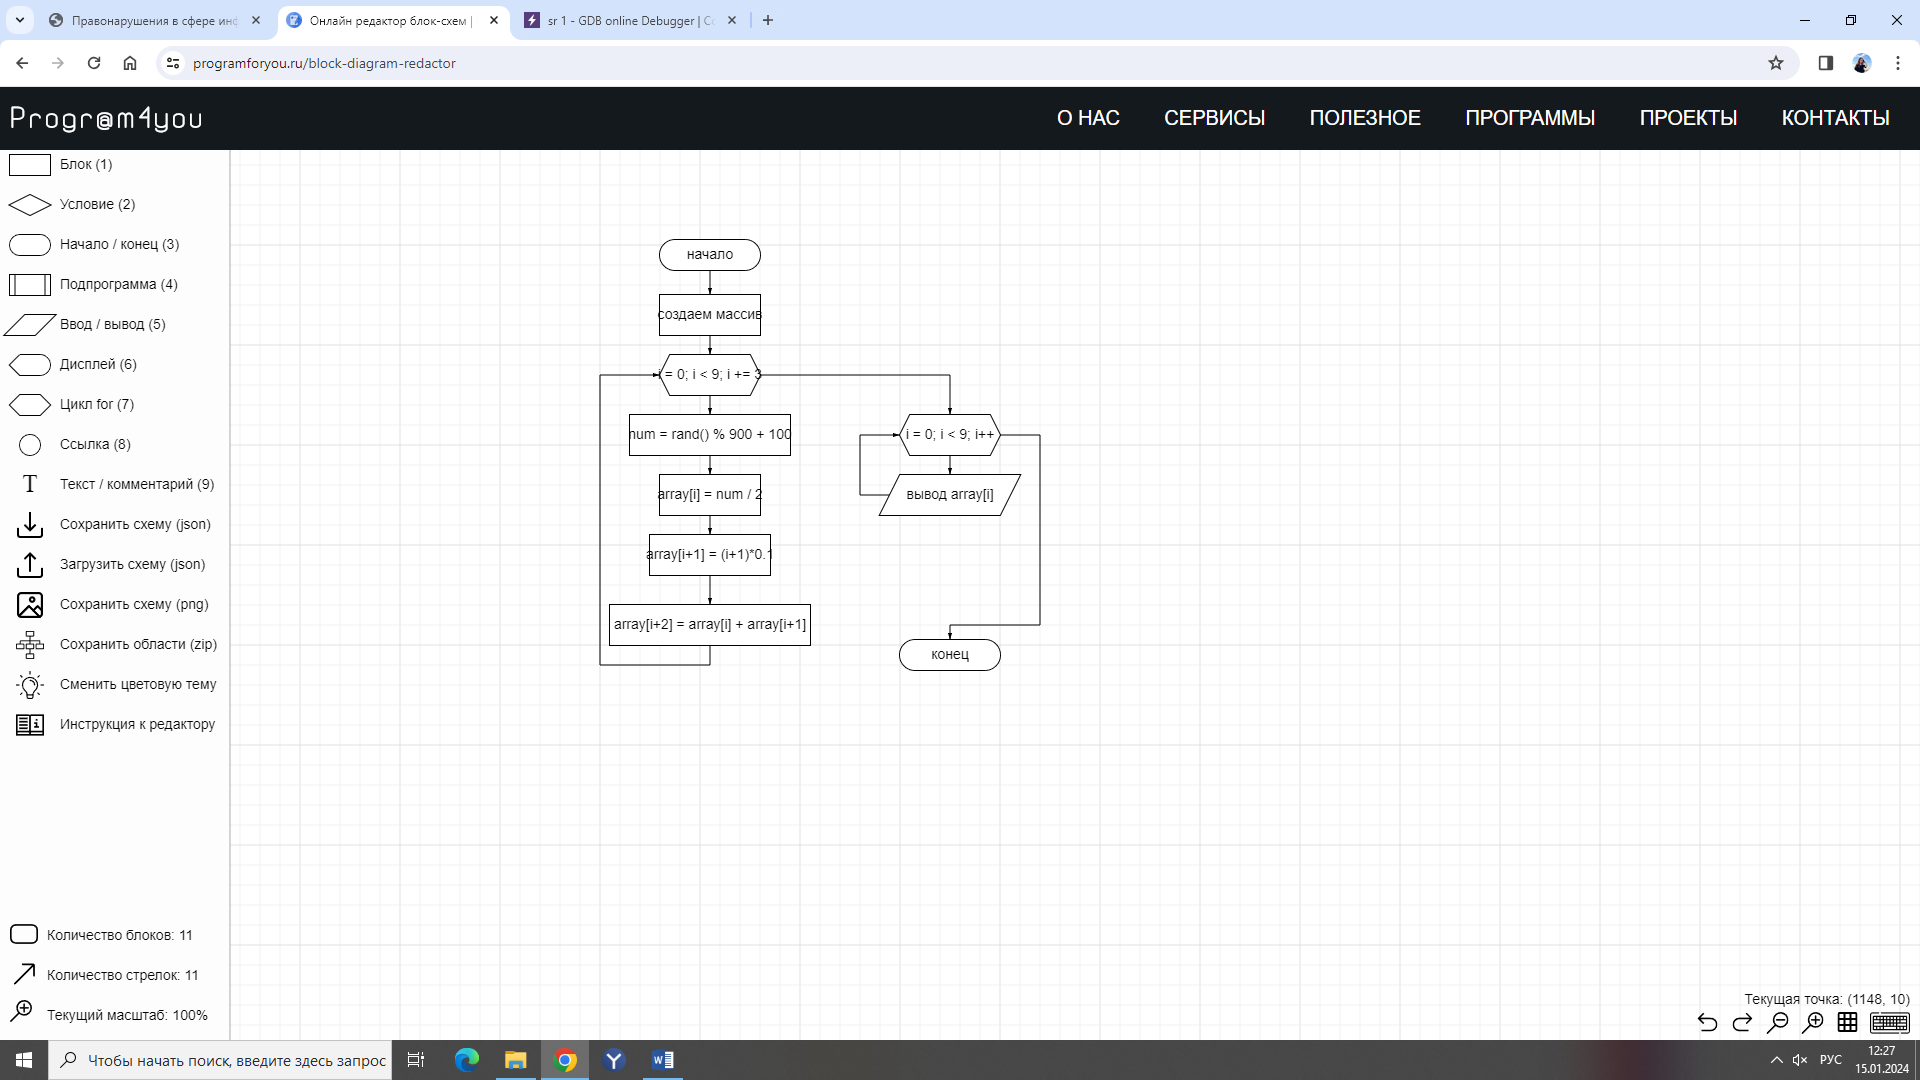 Правонарушения в сфере инф
Онлайн редактор блок-схем |
sr 1 - GDB online Debugger | Co
programforyou.ru/block-diagram-redactor
Progr@m4you
О НАС
СЕРВИСЫ
ПОЛЕЗНОЕ
ПРОГРАММЫ
ПРОЕКТЫ
КОНТАКТЫ
Блок (1)
Условие (2)
Начало / конец (3)
Подпрограмма (4)
Ввод / вывод (5)
Дисплей (6)
Цикл for (7)
Ссылка (8)
T Текст / комментарий (9)
Сохранить схему (json)
Загрузить схему (json)
Сохранить схему (png)
Сохранить области (zip)
Сменить цветовую тему
Инструкция к редактору
Количество блоков: 11
Количество стрелок: 11
Текущий масштаб: 100%
начало
создаем массив
i = 0; i < 9; i += 3
num = rand() % 900 + 100
array[i] = num / 2
array[i+1] = (i+1)*0.1
array[i+2] = array[i] + array[i+1]
i = 0; i < 9; i++
вывод array[i]
конец
Текущая точка: (1148, 10)
Чтобы начать поиск, введите здесь запрос
РУС
12:27
15.01.2024